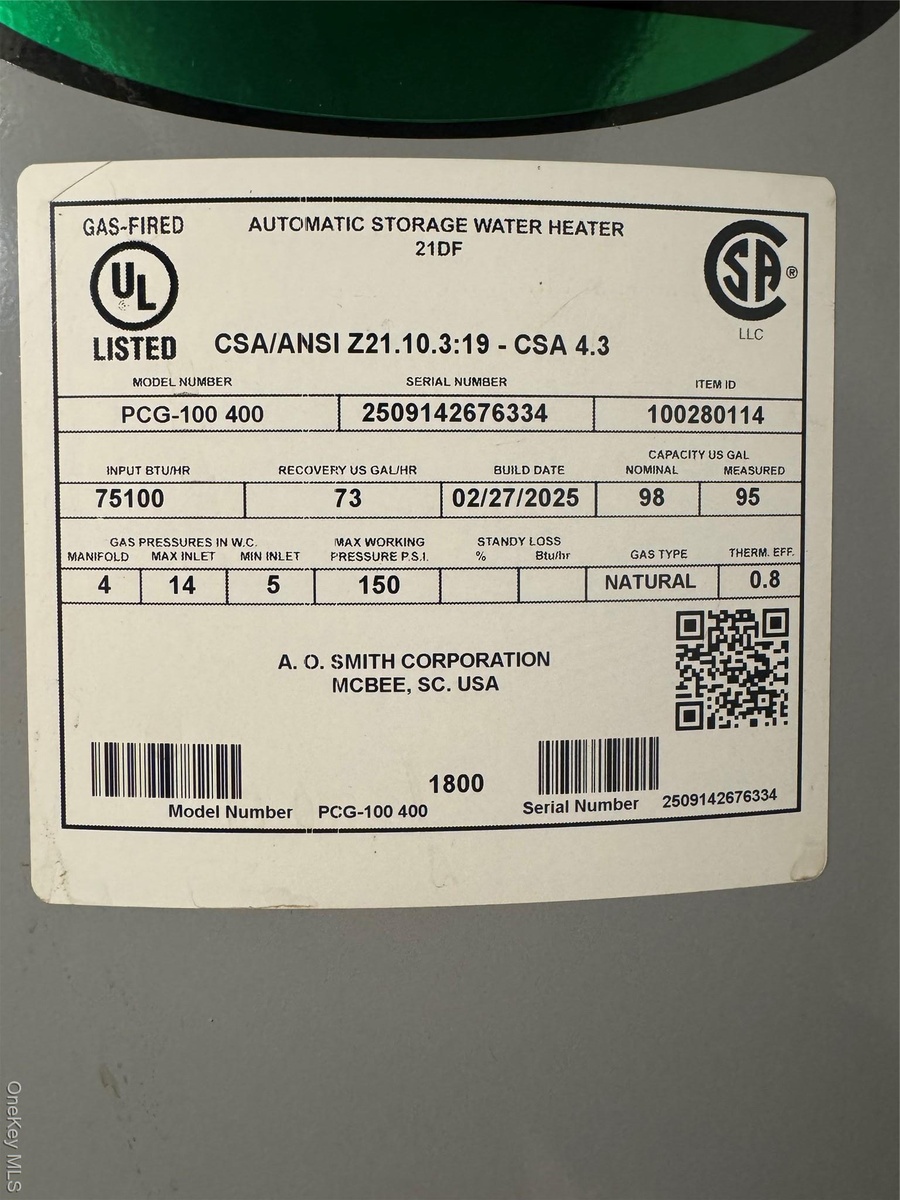 GAS-FIRED
AUTOMATIC STORAGE WATER HEATER
21DF
UL
SA ®
LLC
LISTED
CSA/ANSI Z21.10.3:19 - CSA 4.3
MODEL NUMBER SERIAL NUMBER ITEM ID
PCG-100 400 2509142676334 100280114
CAPACITY US GAL
INPUT BTU/HR RECOVERY US GAL/HR BUILD DATE NOMINAL MEASURED
75100 73 02/27/2025 98 95
GAS PRESSURES IN W.C. MAX WORKING STANDY LOSS
MANIFOLD MAX INLET MIN INLET PRESSURE P.S.I. % Btu/hr GAS TYPE THERM. EFF.
4 14 5 150 NATURAL 0.8
A. O. SMITH CORPORATION
MCBEE, SC. USA
1800
Model Number PCG-100 400 Serial Number 2509142676334
OneKey MLS